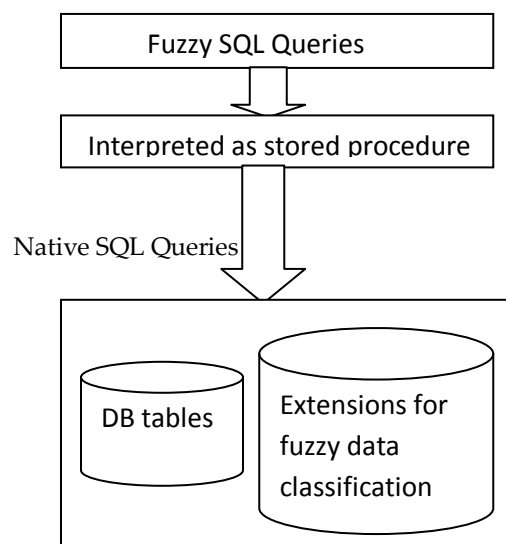 Fuzzy SQL Queries
Interpreted as stored procedure
Native SQL Queries
DB tables
Extensions for
fuzzy data
classification